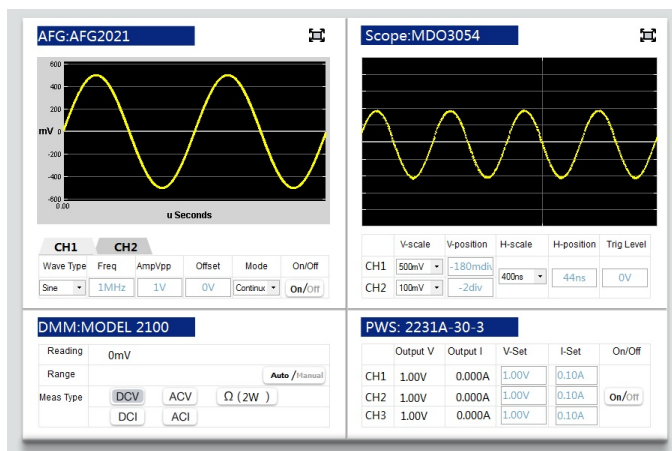 AFG:AFG2021
600
400
200
mV 0
-200
-400
-600
0.00
u Seconds
CH1 CH2
Wave Type Freq AmpVpp Offset Mode On/Off
Sine 1MHz 1V 0V Continuc On/Off
Scope:MDO3054
V-scale V-position H-scale H-position Trig Level
CH1 500mV -180mdiv 400ns 44ns 0V
CH2 100mV -2div
DMM:MODEL 2100
Reading 0mV
Range Auto /Manual
Meas Type DCV ACV Ω (2W)
DCI ACI
PWS: 2231A-30-3
Output V Output I V-Set I-Set On/Off
CH1 1.00V 0.000A 1.00V 0.10A
CH2 1.00V 0.000A 1.00V 0.10A On/Off
CH3 1.00V 0.000A 1.00V 0.10A